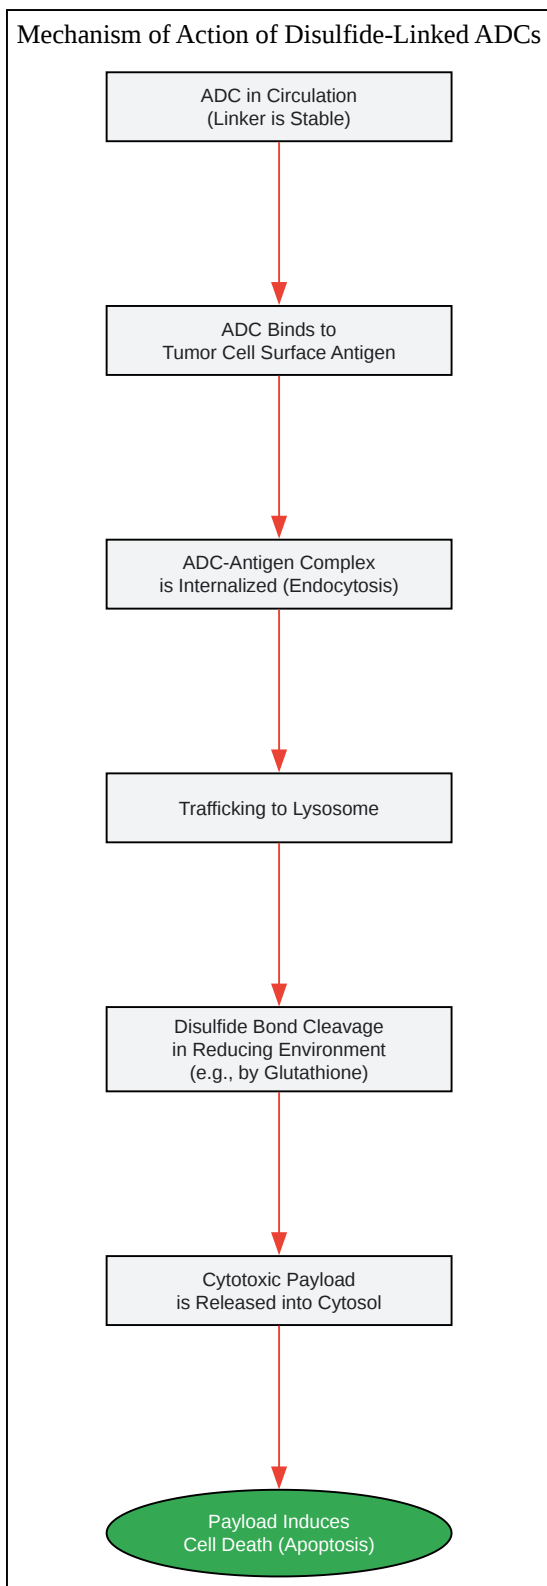 Mechanism of Action of Disulfide-Linked ADCs
ADC in Circulation
(Linker is Stable)
ADC Binds to
Tumor Cell Surface Antigen
ADC-Antigen Complex
is Internalized (Endocytosis)
Trafficking to Lysosome
Disulfide Bond Cleavage
in Reducing Environment
(e.g., by Glutathione)
Cytotoxic Payload
is Released into Cytosol
Payload Induces
Cell Death (Apoptosis)